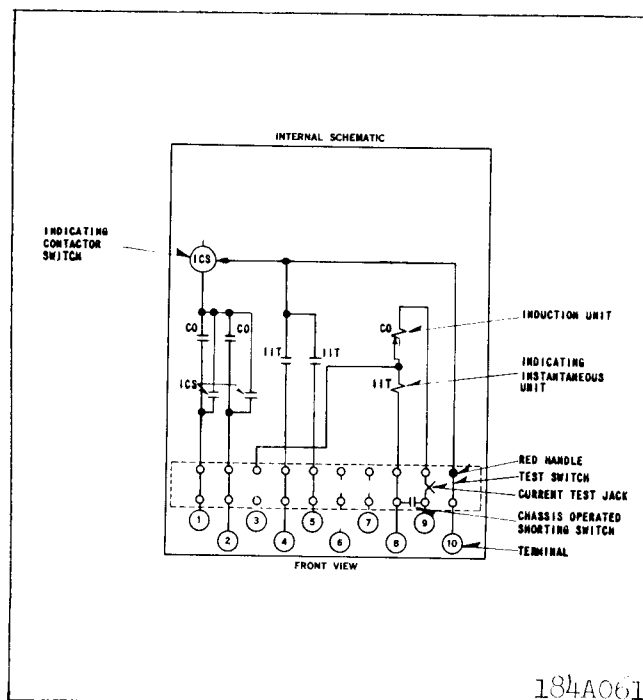 INTERNAL SCHEMATIC
INDICATING
CONTACTOR
SWITCH
ICS
CO
CO
IIT
IIT
ICS
CO
IIT
INDUCTION UNIT
INDICATING
INSTANTANEOUS
UNIT
RED HANDLE
TEST SWITCH
CURRENT TEST JACK
CHASSIS OPERATED
SHORTING SWITCH
TERMINAL
1
2
3
4
5
6
7
8
9
10
FRONT VIEW
184A061